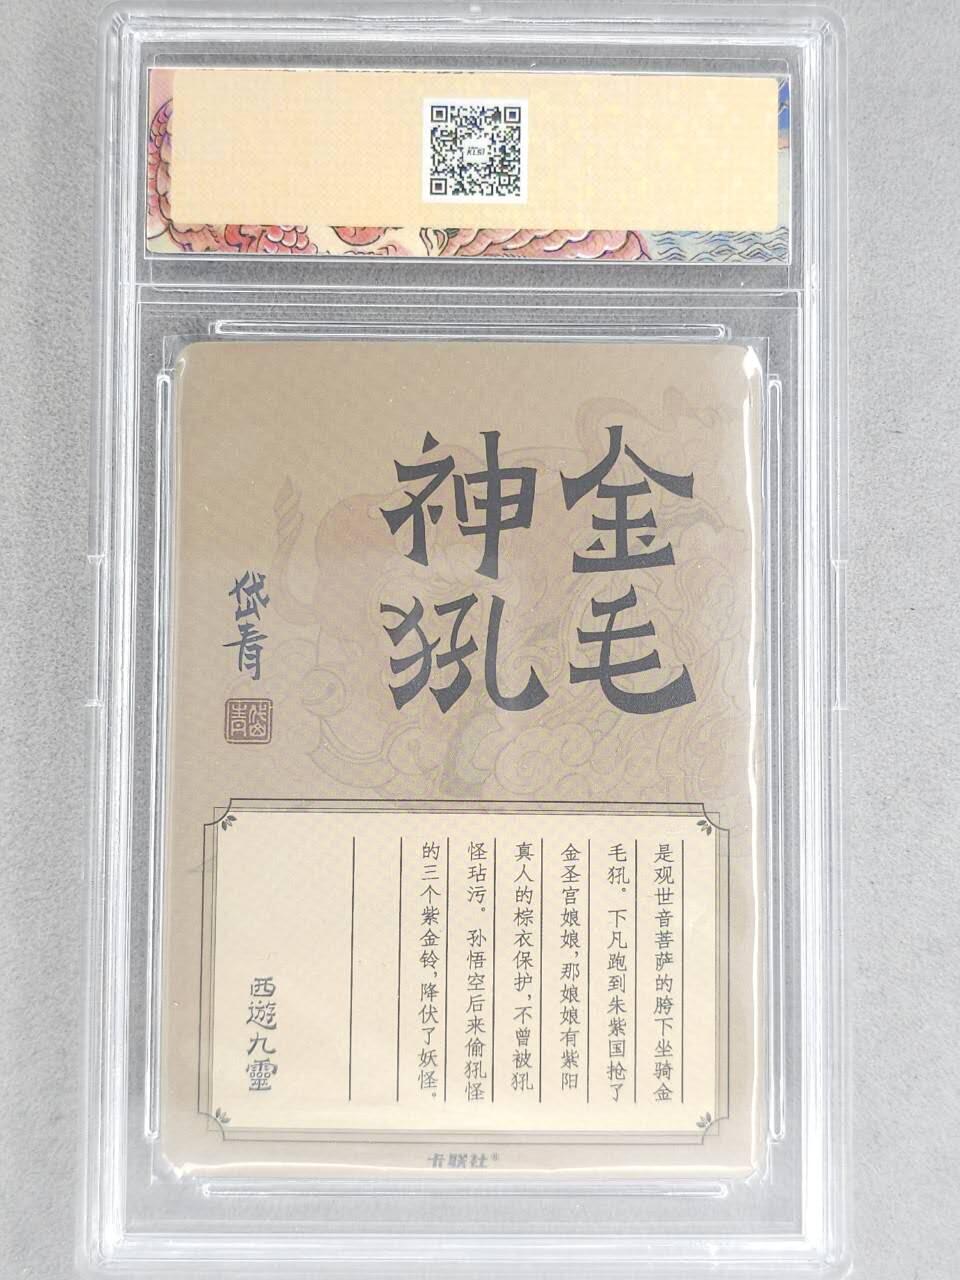 KLSJ
金毛
神犼
岱青
岱青
是观世音菩萨的胯下坐骑金
毛犼。下凡跑到朱紫国抢了
金圣宫娘娘，那娘娘有紫阳
真人的棕衣保护，不曾被犼
怪玷污。孙悟空后来偷犼怪
的三个紫金铃，降伏了妖怪。
西遊九靈
卡联社®